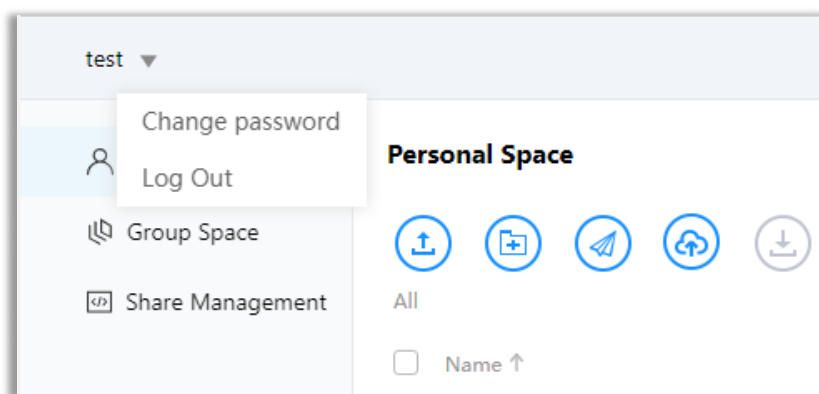 test
Change password
Log Out
Group Space
Share Management
Personal Space
All
Name